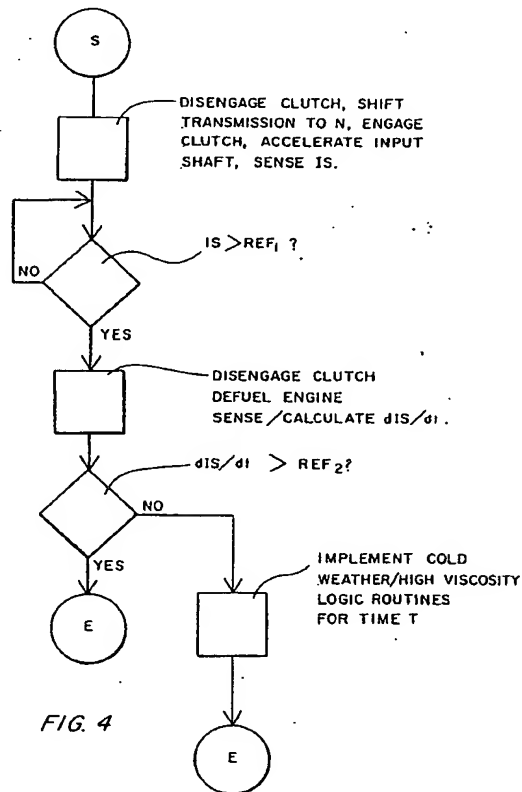 S
DISENGAGE CLUTCH, SHIFT
TRANSMISSION TO N, ENGAGE
CLUTCH, ACCELERATE INPUT
SHAFT, SENSE IS.
IS >REF₁ ?
NO
YES
DISENGAGE CLUTCH
DEFUEL ENGINE
SENSE/CALCULATE dIS/dt.
dIS/dt > REF₂?
NO
YES
E
IMPLEMENT COLD
WEATHER/HIGH VISCOSITY
LOGIC ROUTINES
FOR TIME T
FIG. 4
E